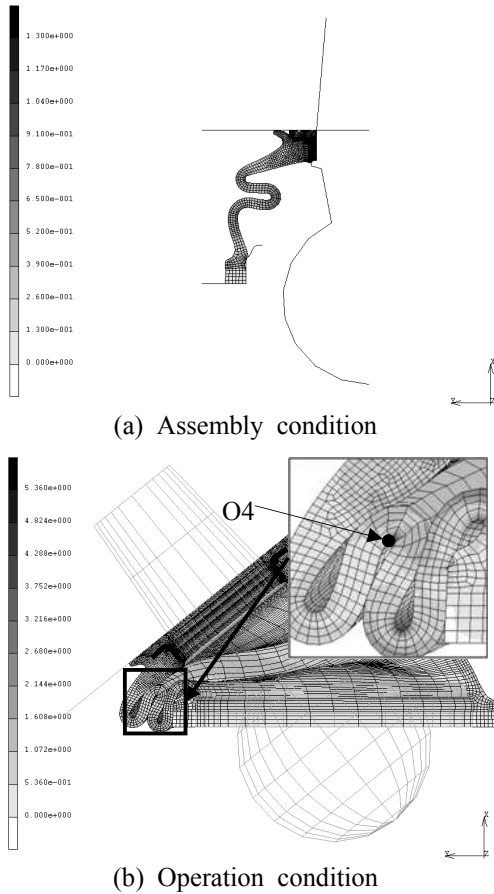 1.300e+000
1.170e+000
1.040e+000
9.100e-001
7.800e-001
6.500e-001
5.200e-001
3.900e-001
2.600e-001
1.300e-001
0.000e+000
(a) Assembly condition
5.360e+000
4.824e+000
4.288e+000
3.752e+000
3.216e+000
2.680e+000
2.144e+000
1.608e+000
1.072e+000
5.360e-001
0.000e+000
O4
(b) Operation condition